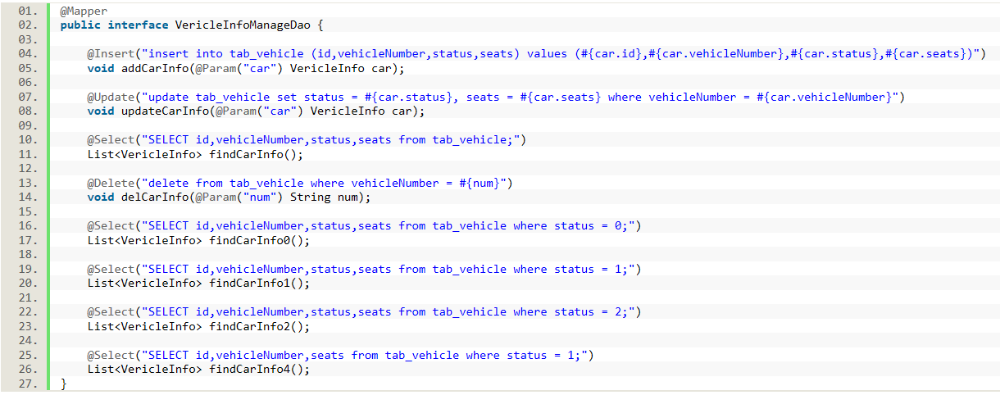 01. @Mapper
02. public interface VericleInfoManageDao {
03.
04. @Insert("insert into tab_vehicle (id,vehicleNumber,status,seats) values (#{car.id},#{car.vehicleNumber},#{car.status},#{car.seats})")
05. void addCarInfo(@Param("car") VericleInfo car);
06.
07. @Update("update tab_vehicle set status = #{car.status}, seats = #{car.seats} where vehicleNumber = #{car.vehicleNumber}")
08. void updateCarInfo(@Param("car") VericleInfo car);
09.
10. @Select("SELECT id,vehicleNumber,status,seats from tab_vehicle;")
11. List<VericleInfo> findCarInfo();
12.
13. @Delete("delete from tab_vehicle where vehicleNumber = #{num}")
14. void delCarInfo(@Param("num") String num);
15.
16. @Select("SELECT id,vehicleNumber,status,seats from tab_vehicle where status = 0;")
17. List<VericleInfo> findCarInfo0();
18.
19. @Select("SELECT id,vehicleNumber,status,seats from tab_vehicle where status = 1;")
20. List<VericleInfo> findCarInfo1();
21.
22. @Select("SELECT id,vehicleNumber,status,seats from tab_vehicle where status = 2;")
23. List<VericleInfo> findCarInfo2();
24.
25. @Select("SELECT id,vehicleNumber,seats from tab_vehicle where status = 1;")
26. List<VericleInfo> findCarInfo4();
27. }